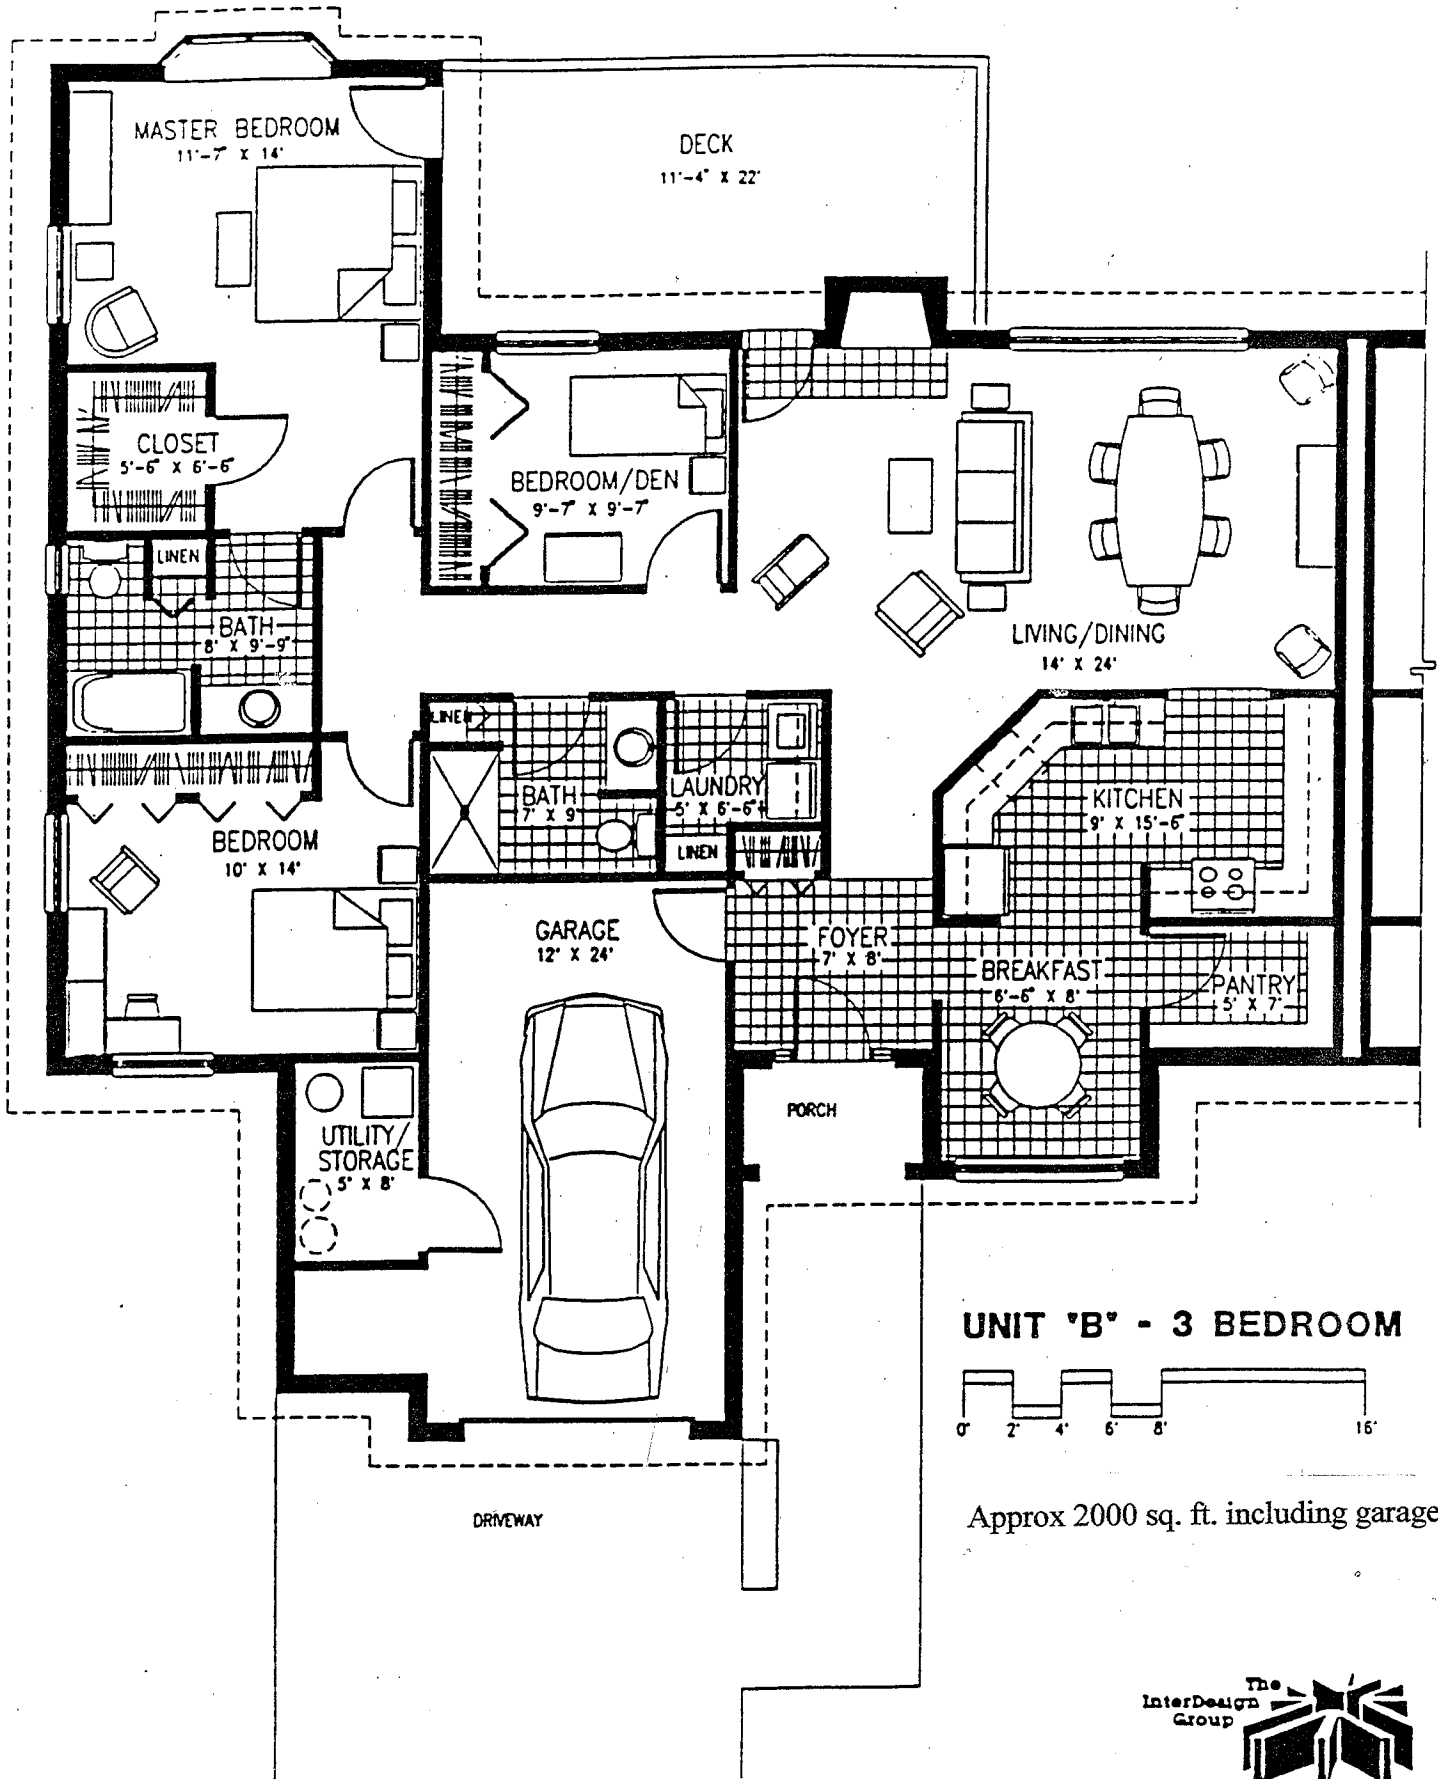 MASTER BEDROOM
11'-7" X 14'
DECK
11'-4" X 22'
CLOSET
5'-6" X 6'-6"
BEDROOM/DEN
9'-7" X 9'-7"
LINEN
BATH
8' X 9'-9"
LIVING/DINING
14' X 24'
LINEN
BATH
7' X 9'
LAUNDRY
5' X 6'-6"
LINEN
KITCHEN
9' X 15'-6"
BEDROOM
10' X 14'
GARAGE
12' X 24'
FOYER
7' X 8'
BREAKFAST
6'-6" X 8'
PANTRY
5' X 7'
PORCH
UTILITY/
STORAGE
5' X 8'
UNIT "B" - 3 BEDROOM
0' 2' 4' 6' 8' 16'
Approx 2000 sq. ft. including garage
DRIVEWAY
The
InterDesign
Group